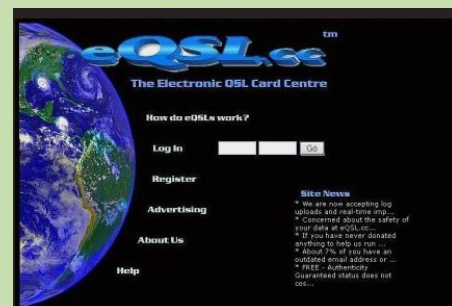 eQSL.cc tm
The Electronic QSL Card Centre
How do eQSLs work?
Log In Go
Register
Advertising
About Us
Help
Site News
* We are now accepting log
uploads and real-time imp...
* Concerned about the safety of
your data at eQSL.cc...
* If you have never donated
anything to help us run ...
* About 7% of you have an
outdated email address or ...
* FREE - Authenticity
Guaranteed status does not
cos...